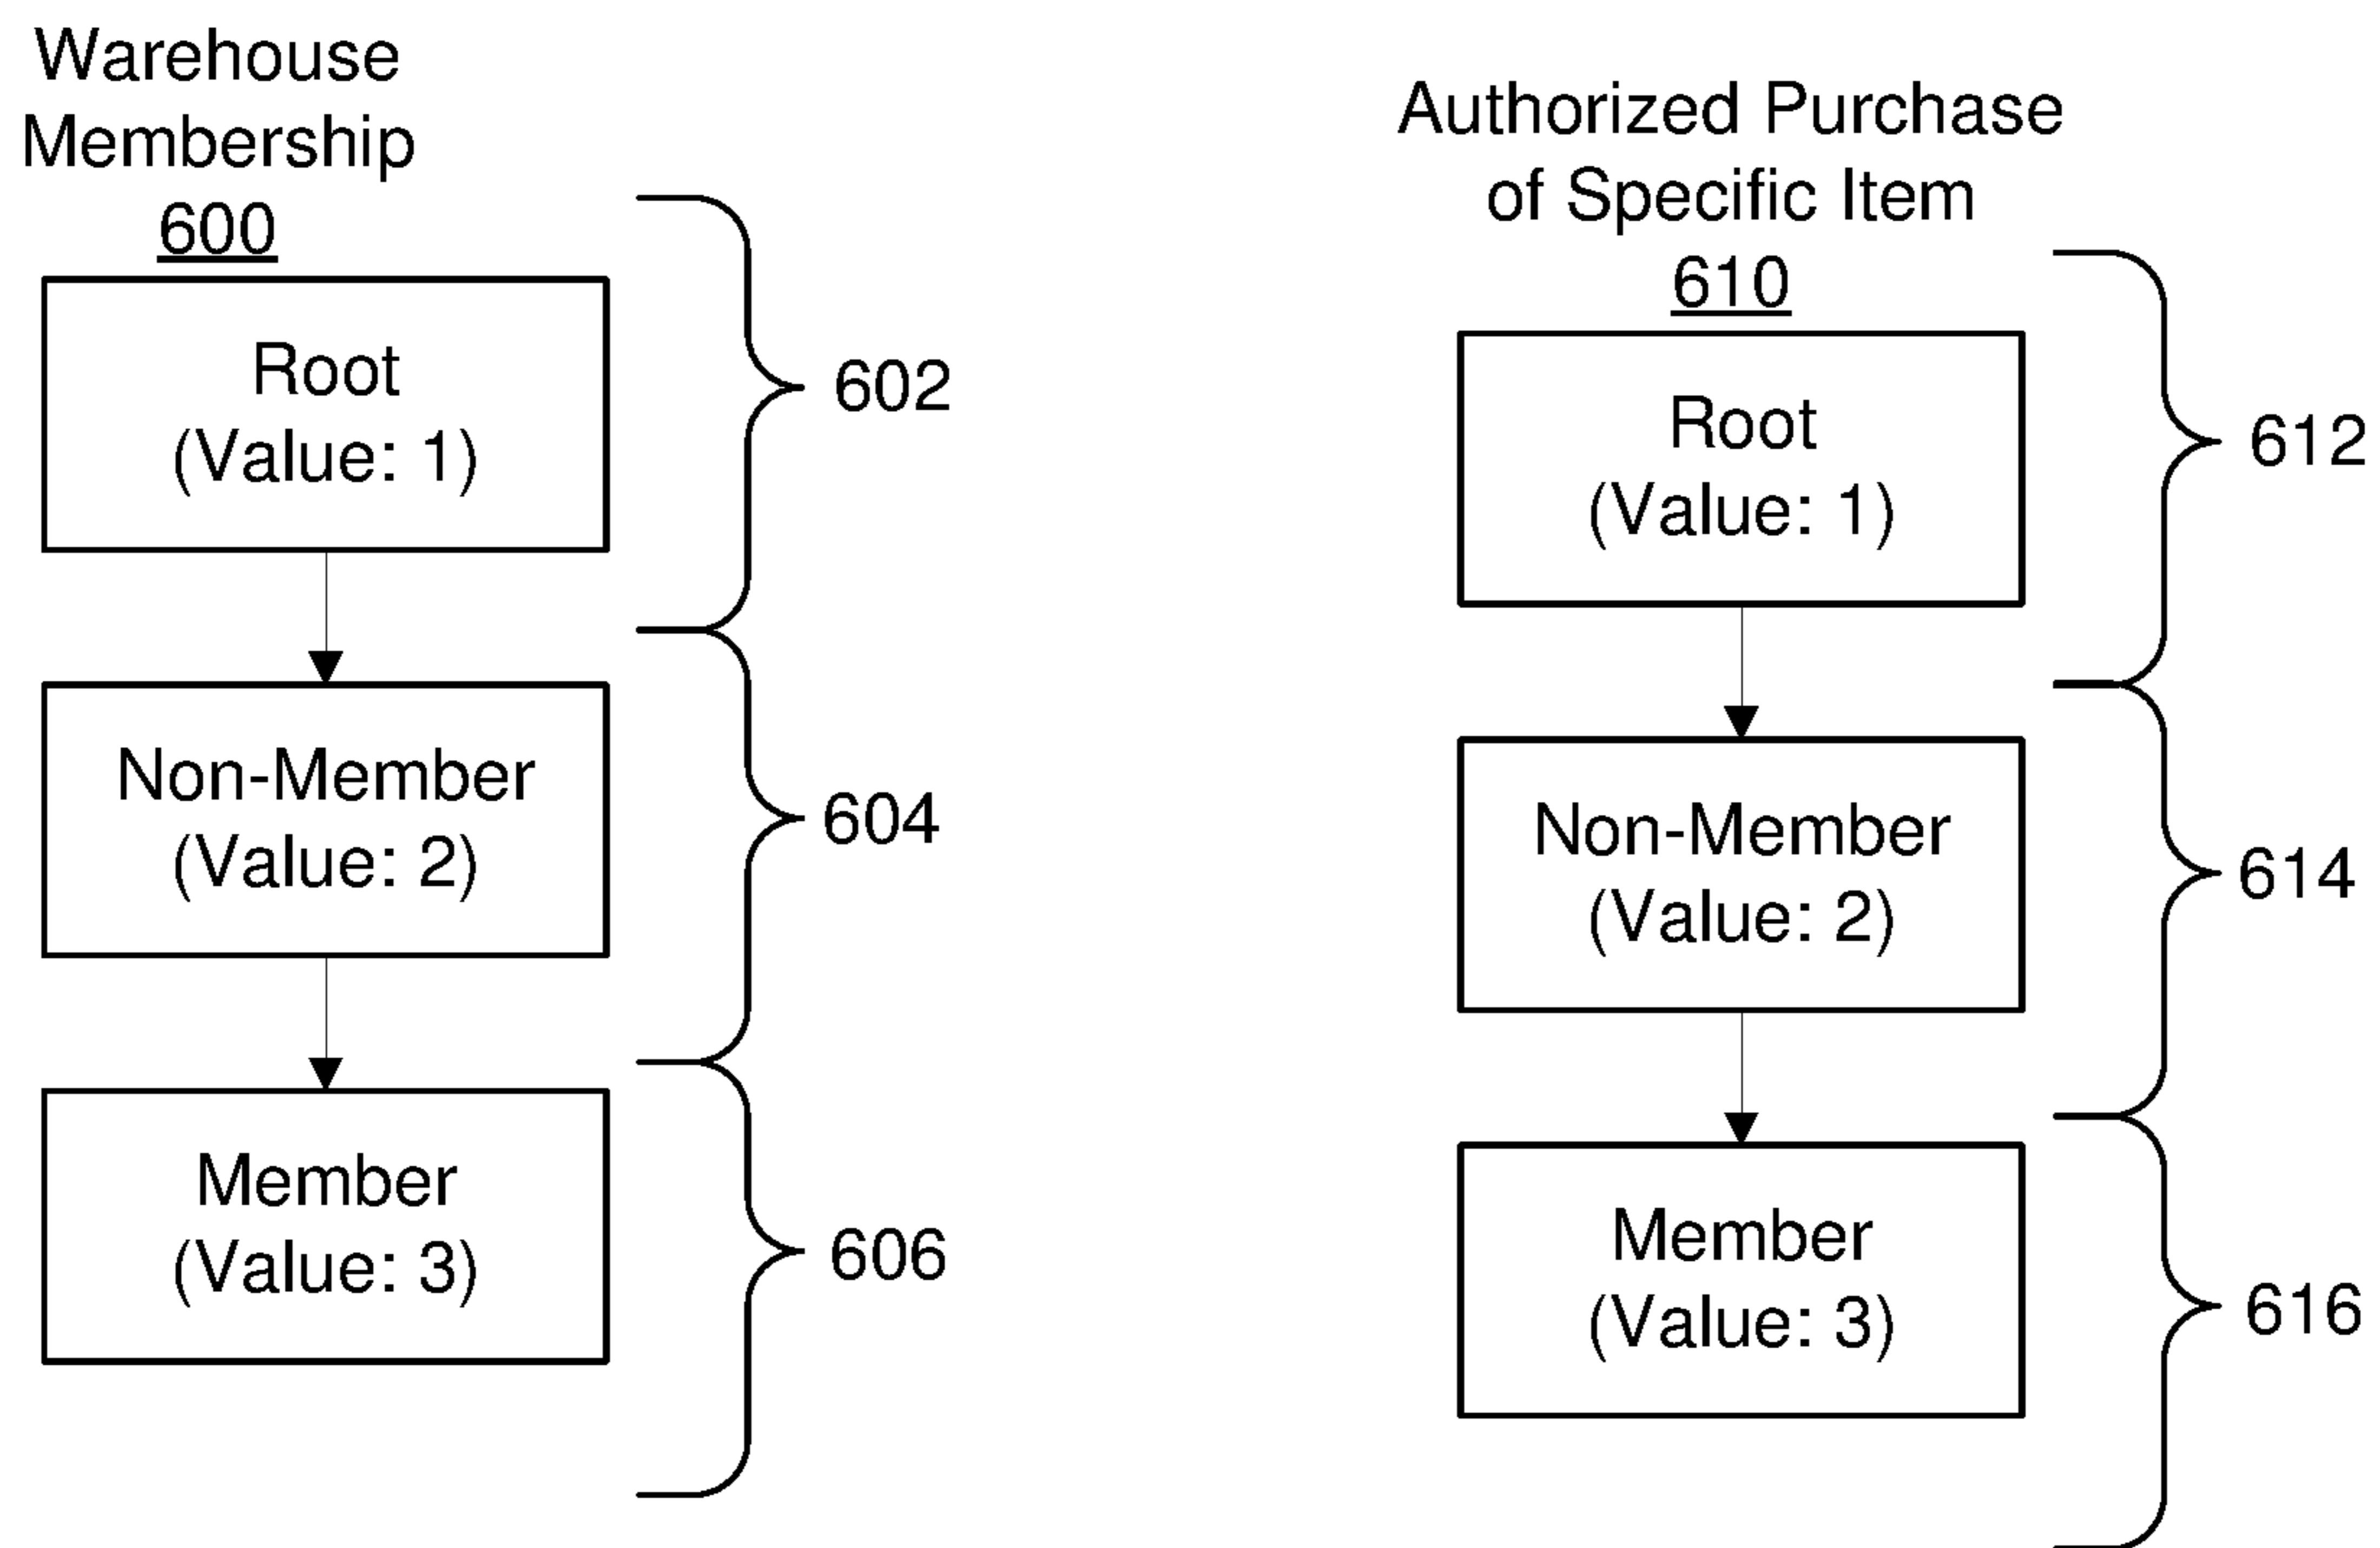 Warehouse
Membership
600
Root
(Value: 1)
602
Non-Member
(Value: 2)
604
Member
(Value: 3)
606
Authorized Purchase
of Specific Item
610
Root
(Value: 1)
612
Non-Member
(Value: 2)
614
Member
(Value: 3)
616